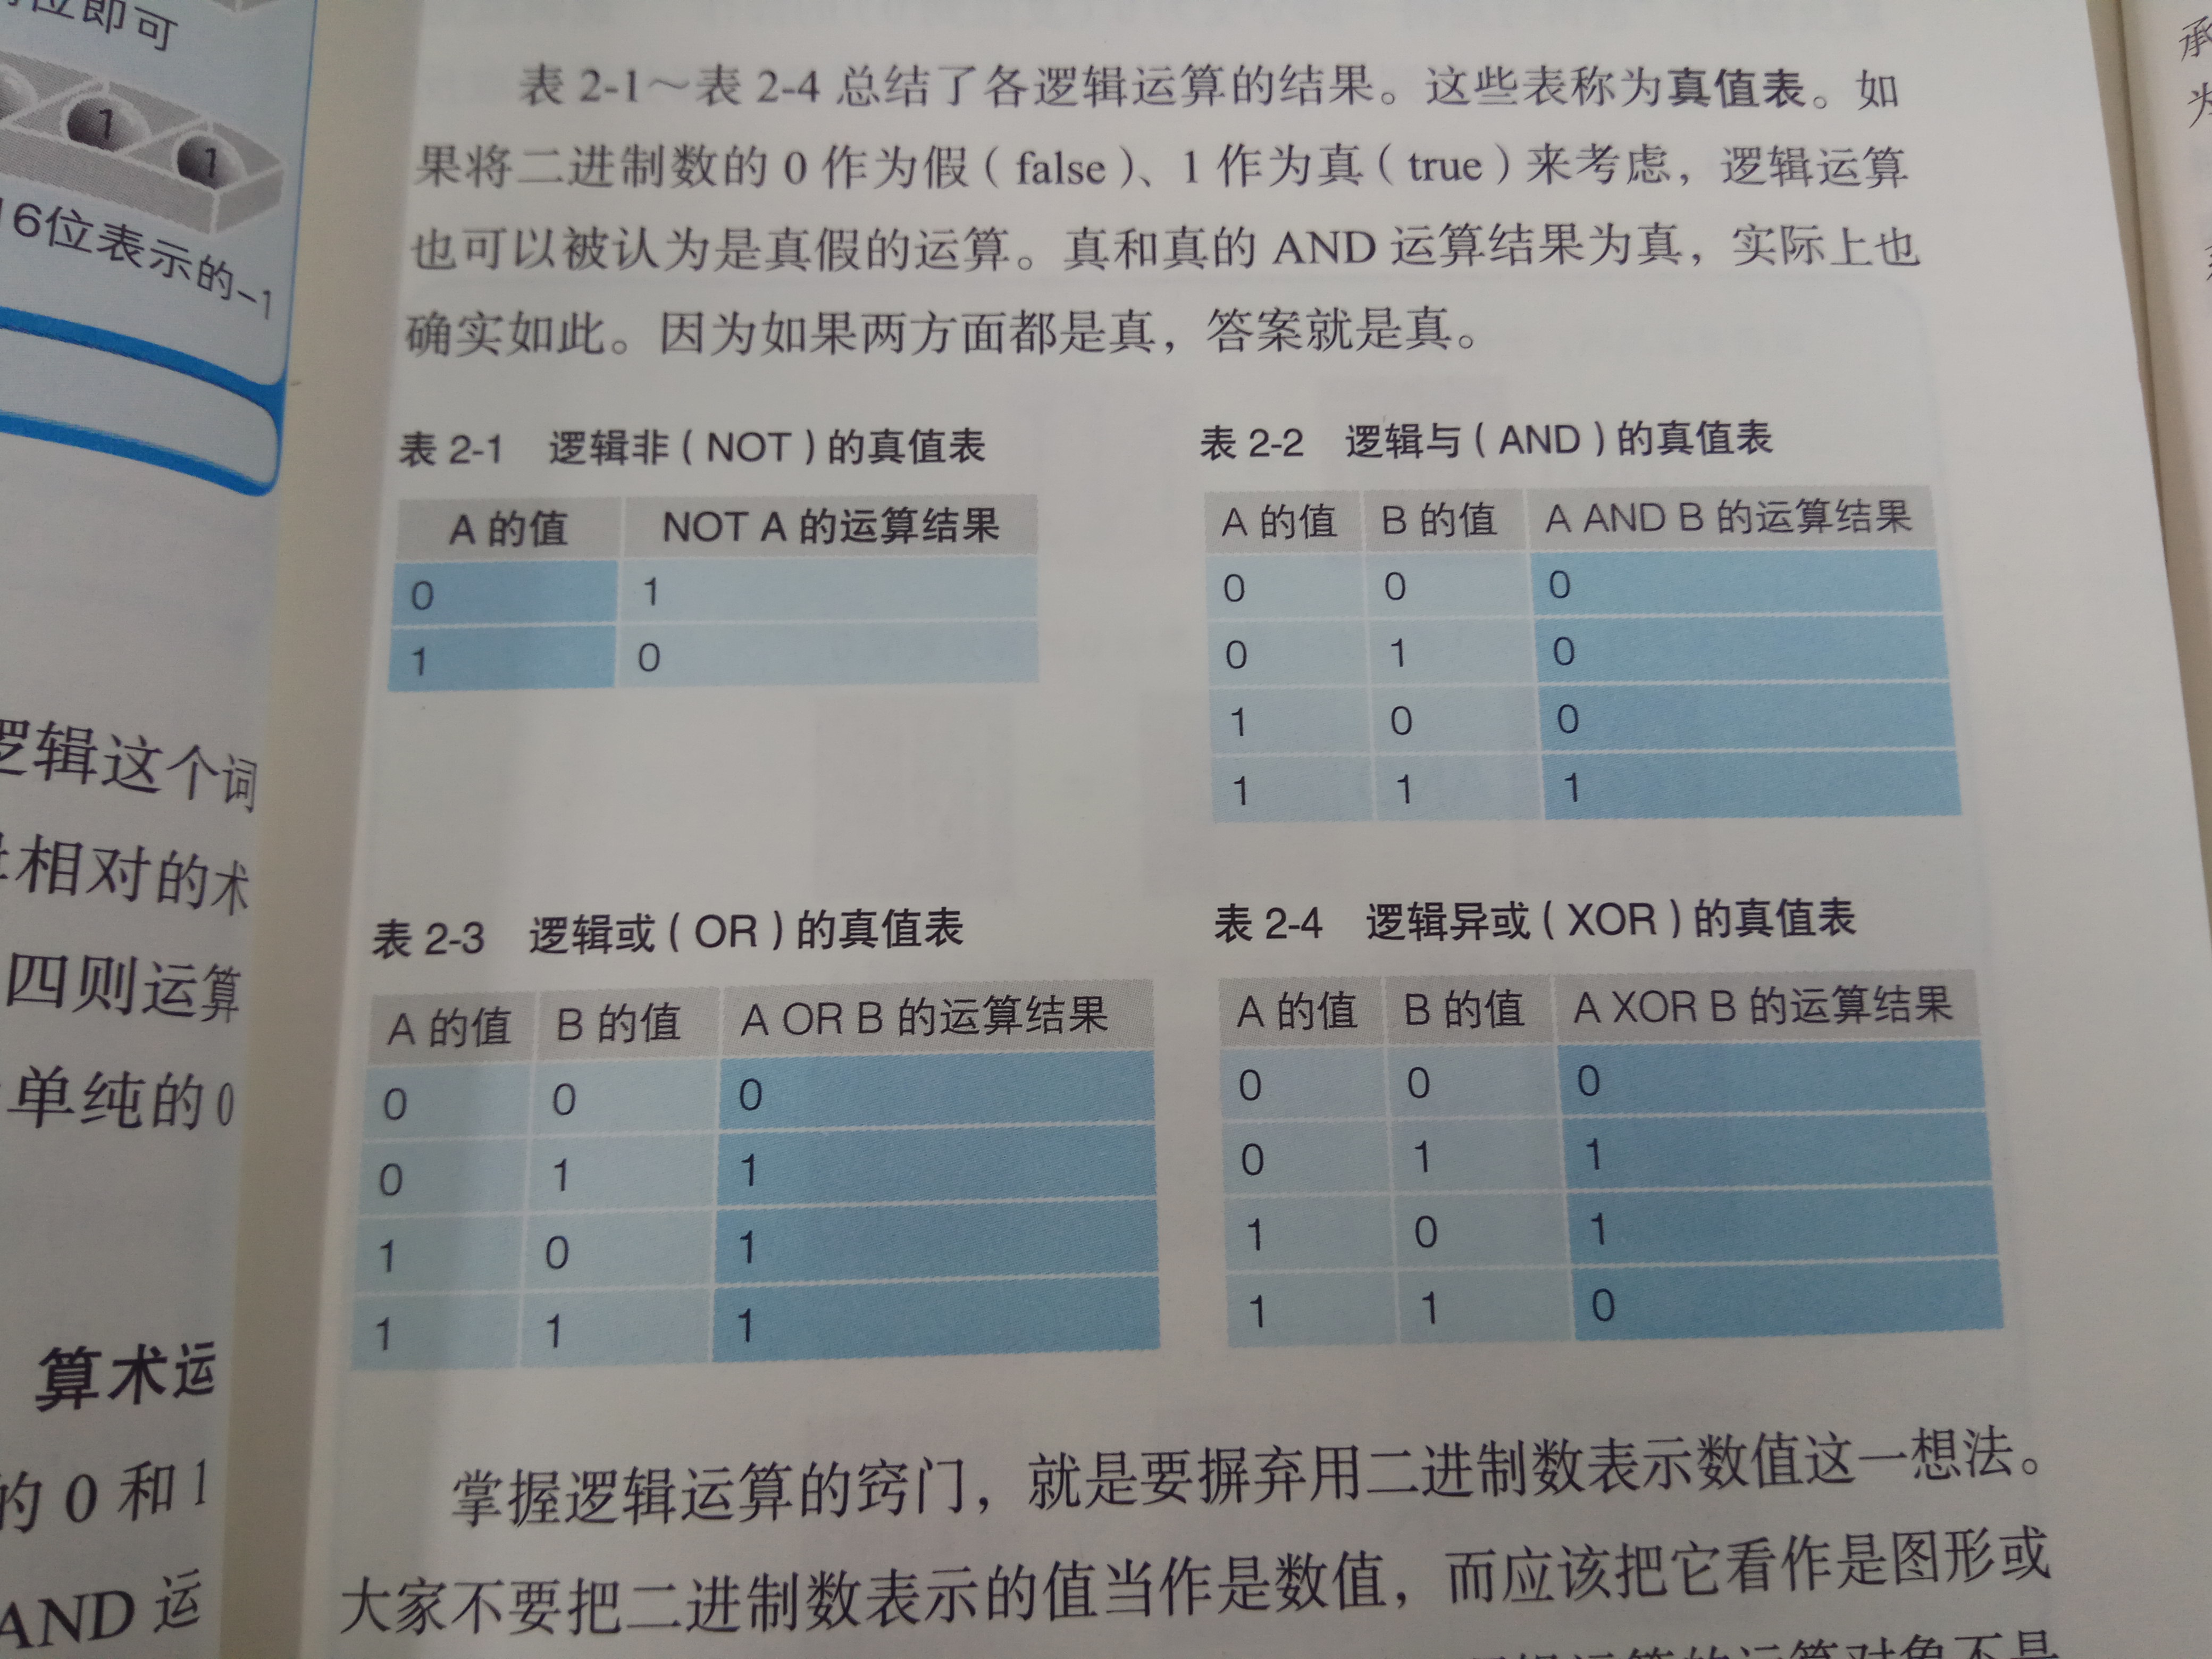 位即可
1
1
16位表示的-1
逻辑这个词
相对的术
四则运算
单纯的0
算术运
的 0 和 1
AND 运
表 2-1～表 2-4 总结了各逻辑运算的结果。这些表称为真值表。如
果将二进制数的 0 作为假（false）、1 作为真（true）来考虑，逻辑运算
也可以被认为是真假的运算。真和真的 AND 运算结果为真，实际上也
确实如此。因为如果两方面都是真，答案就是真。
表 2-1 逻辑非（NOT）的真值表
A 的值 NOT A 的运算结果
0 1
1 0
表 2-2 逻辑与（AND）的真值表
A 的值 B 的值 A AND B 的运算结果
0 0 0
0 1 0
1 0 0
1 1 1
表 2-3 逻辑或（OR）的真值表
A 的值 B 的值 A OR B 的运算结果
0 0 0
0 1 1
1 0 1
1 1 1
表 2-4 逻辑异或（XOR）的真值表
A 的值 B 的值 A XOR B 的运算结果
0 0 0
0 1 1
1 0 1
1 1 0
掌握逻辑运算的窍门，就是要摒弃用二进制数表示数值这一想法。
大家不要把二进制数表示的值当作是数值，而应该把它看作是图形或
辑运算的运算对象不是
承
为